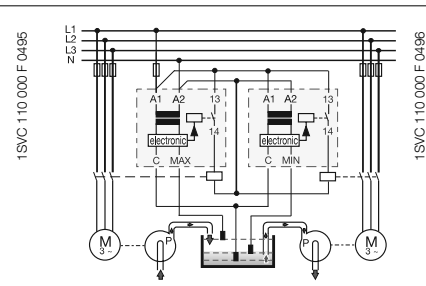 1SVC 110 000 F 0495
L1
L2
L3
N
A1 A2 13
14
electronic
C MAX
A1 A2 13
14
electronic
C MIN
M
3 ~
P
P
M
3 ~
1SVC 110 000 F 0496